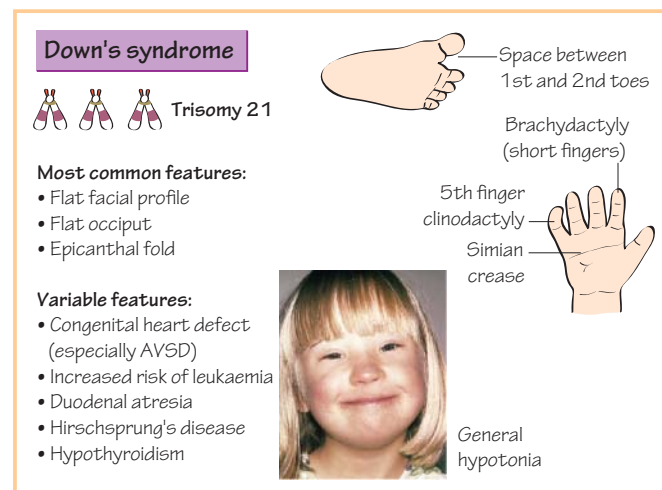 Down's syndrome
Trisomy 21
Most common features:
• Flat facial profile
• Flat occiput
• Epicanthal fold
Variable features:
• Congenital heart defect
(especially AVSD)
• Increased risk of leukaemia
• Duodenal atresia
• Hirschsprung's disease
• Hypothyroidism
Space between
1st and 2nd toes
Brachydactyly
(short fingers)
5th finger
clinodactyly
Simian
crease
General
hypotonia